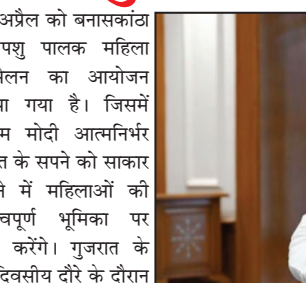 अप्रैल को बनासकांठा
पशु पालक महिला
मेलन का आयोजन
या गया है। जिसमें
म मोदी आत्मनिर्भर
त के सपने को साकार
ने में महिलाओं की
वपूर्ण भूमिका पर
करेंगे। गुजरात के
दिवसीय दौरे के दौरान